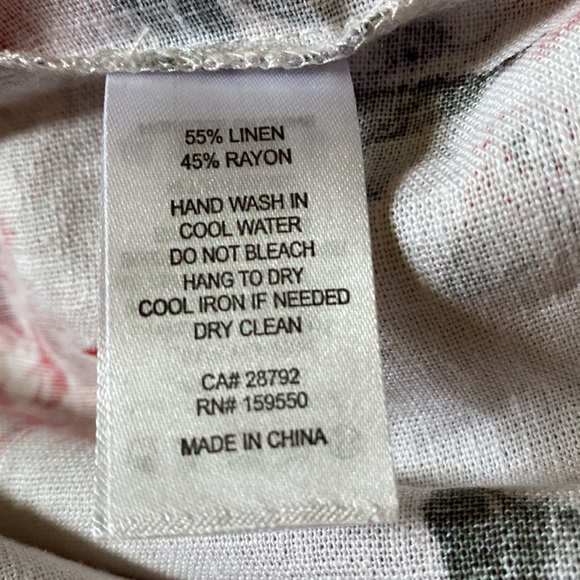 55% LINEN
45% RAYON
HAND WASH IN
COOL WATER
DO NOT BLEACH
HANG TO DRY
COOL IRON IF NEEDED
DRY CLEAN
CA# 28792
RN# 159550
MADE IN CHINA